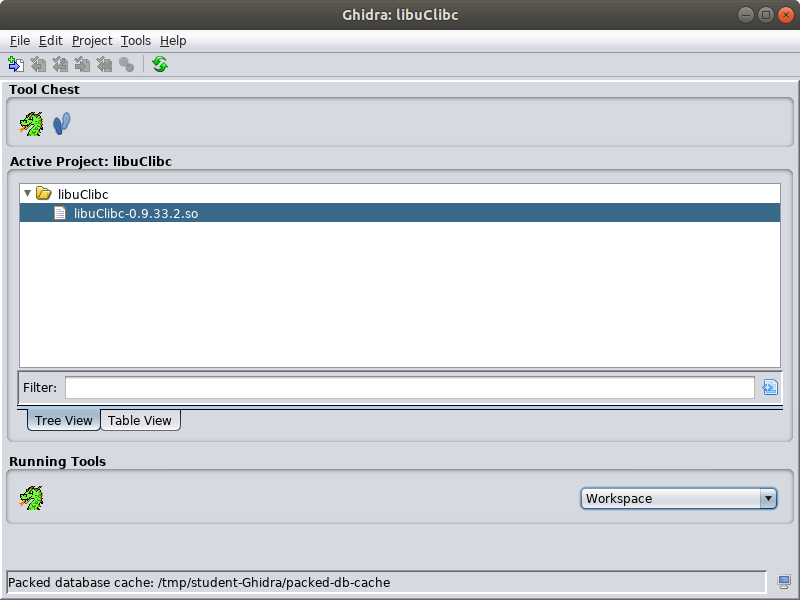 Ghidra: libuClibc
File Edit Project Tools Help
Tool Chest
Active Project: libuClibc
libuClibc
libuClibc-0.9.33.2.so
Filter:
Tree View Table View
Running Tools
Workspace
Packed database cache: /tmp/student-Ghidra/packed-db-cache